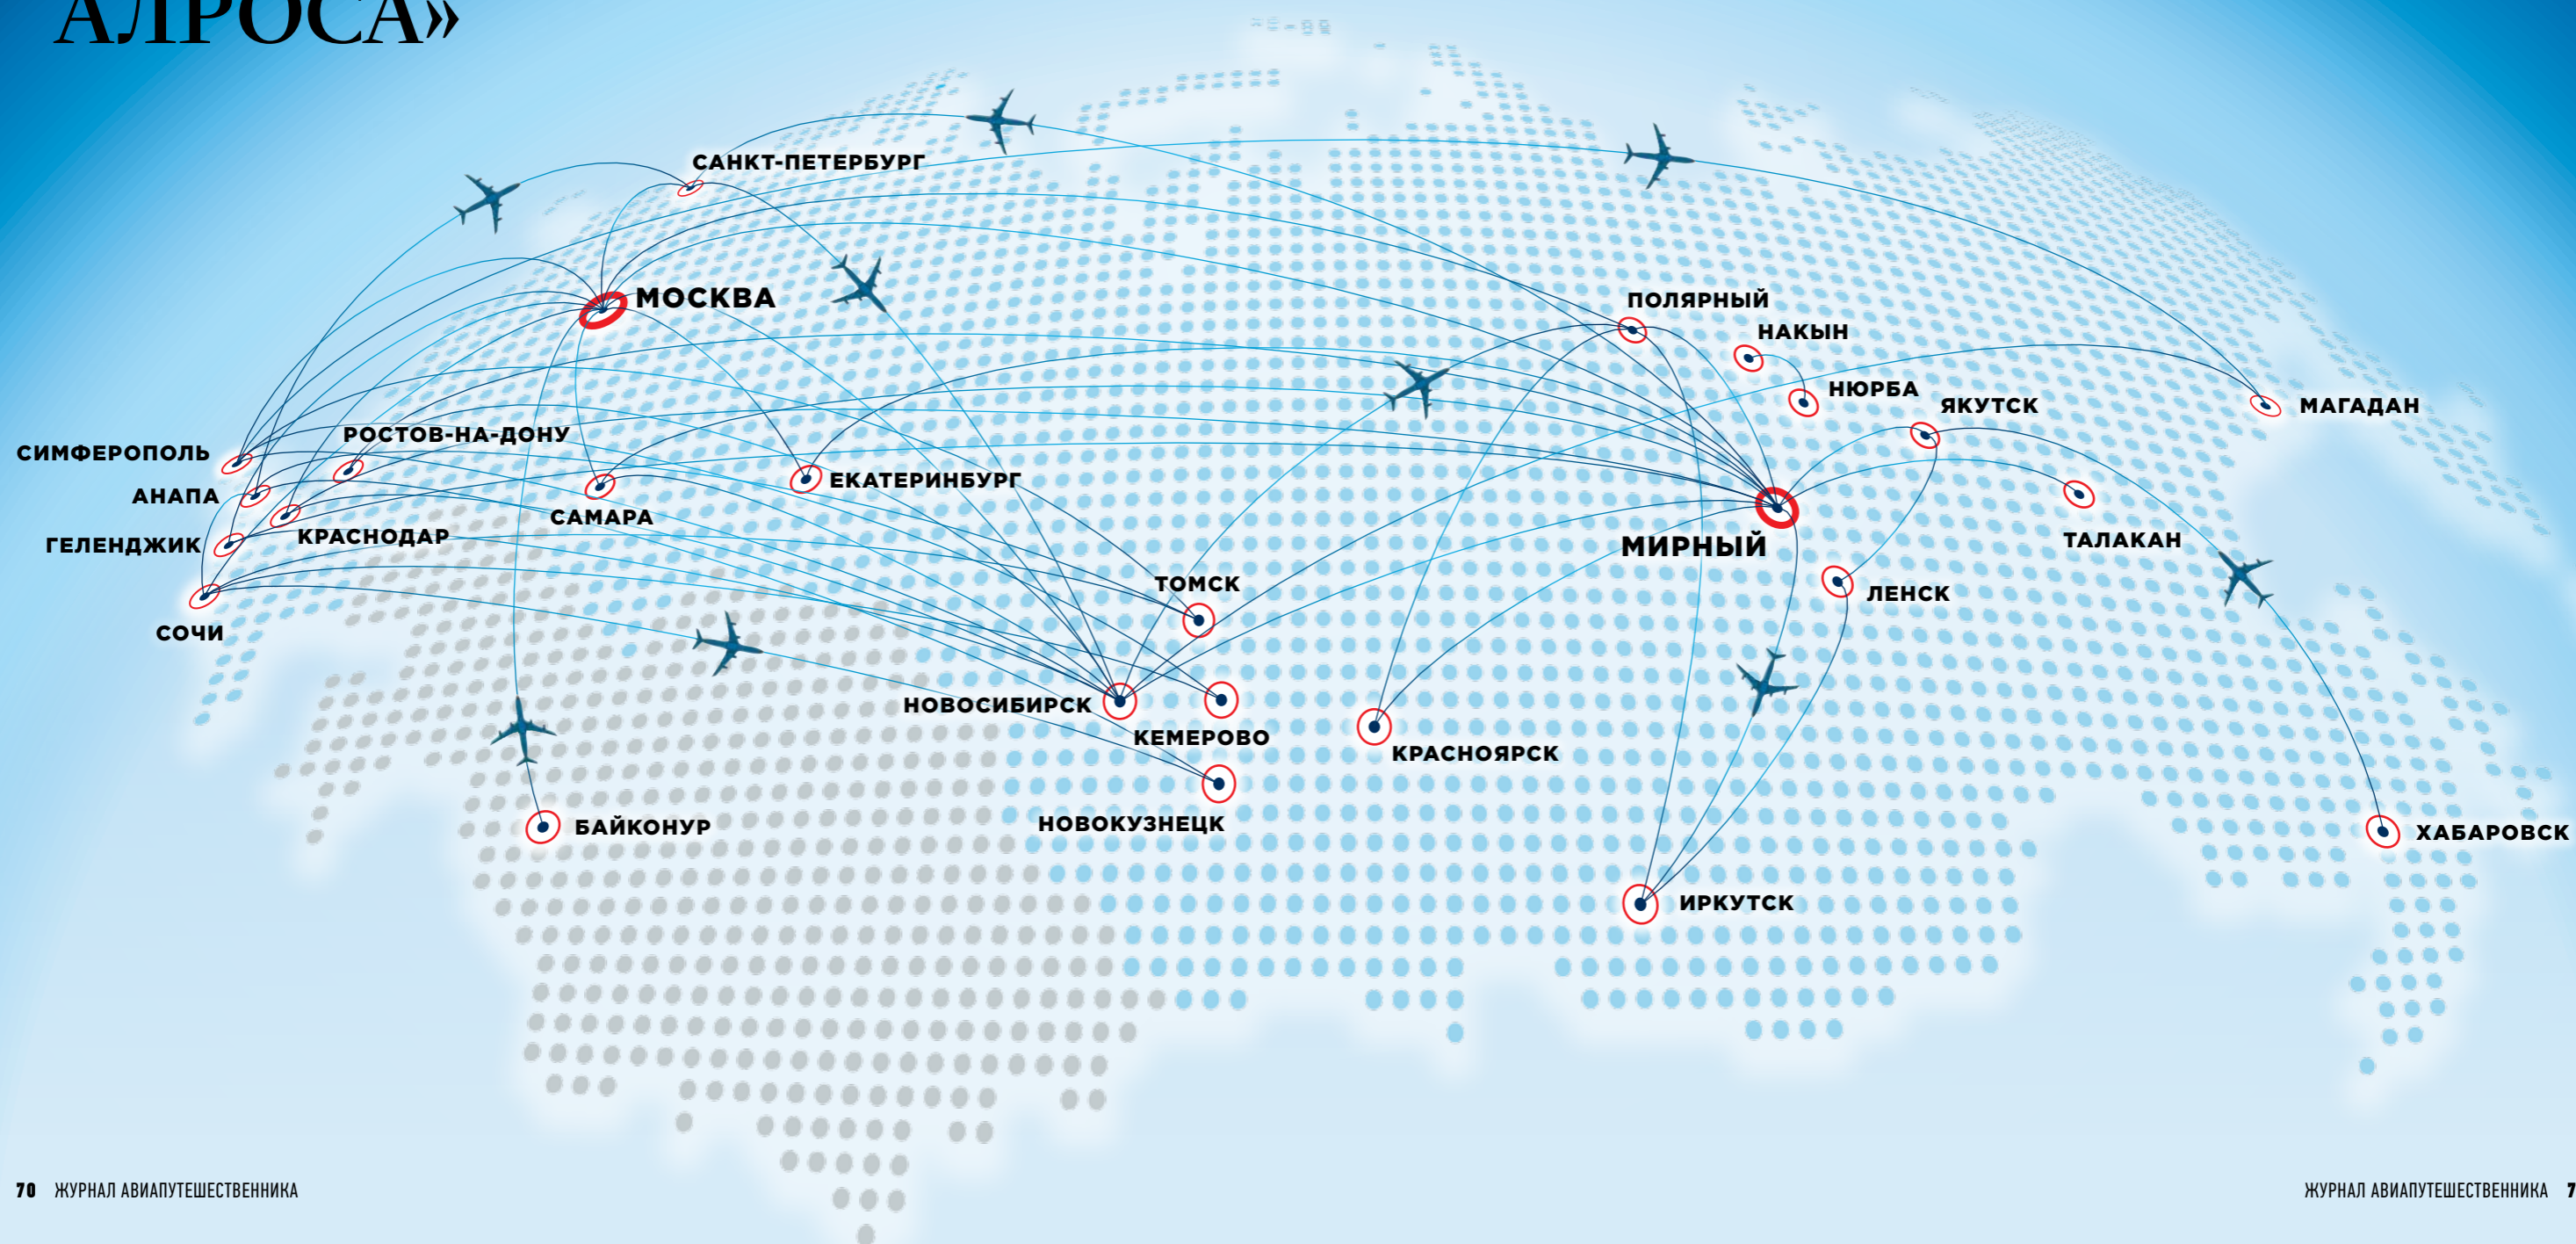 АЛРОСА»
САНКТ-ПЕТЕРБУРГ
МОСКВА
ПОЛЯРНЫЙ
НАКЫН
НЮРБА
ЯКУТСК
МАГАДАН
РОСТОВ-НА-ДОНУ
СИМФЕРОПОЛЬ
ЕКАТЕРИНБУРГ
АНАПА
САМАРА
КРАСНОДАР
ГЕЛЕНДЖИК
МИРНЫЙ
ТАЛАКАН
ТОМСК
ЛЕНСК
СОЧИ
НОВОСИБИРСК
КЕМЕРОВО
КРАСНОЯРСК
НОВОКУЗНЕЦК
БАЙКОНУР
ХАБАРОВСК
ИРКУТСК
70 ЖУРНАЛ АВИАПУТЕШЕСТВЕННИКА
ЖУРНАЛ АВИАПУТЕШЕСТВЕННИКА 7